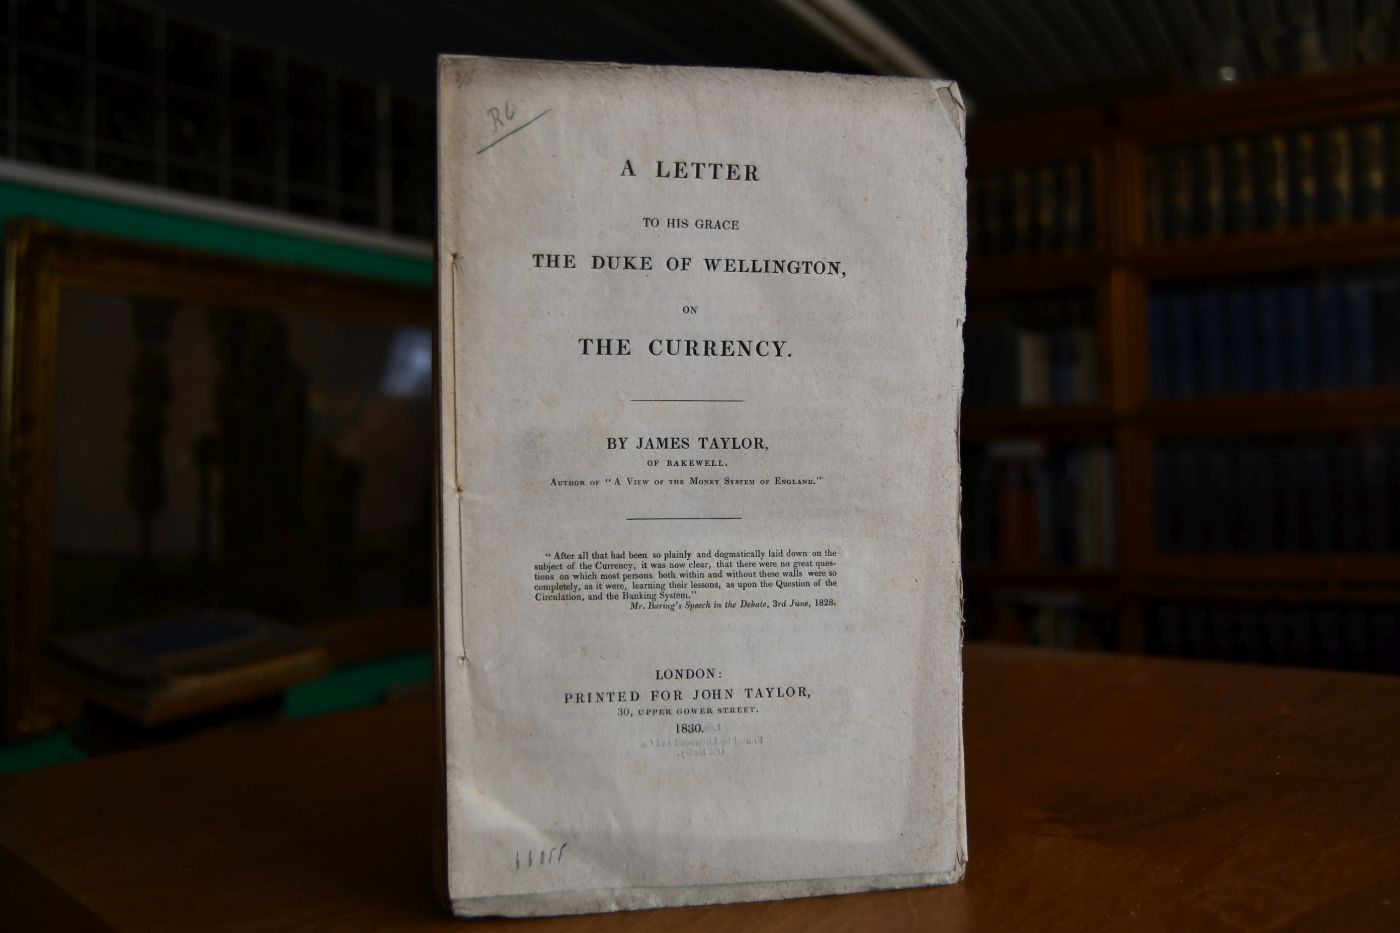 R6
A LETTER
TO HIS GRACE
THE DUKE OF WELLINGTON,
ON
THE CURRENCY.
BY JAMES TAYLOR,
OF BAKEWELL.
AUTHOR OF "A VIEW OF THE MONEY SYSTEM OF ENGLAND."
" After all that had been so plainly and dogmatically laid down on the
subject of the Currency, it was now clear, that there were no great ques-
tions on which most persons both within and without these walls were so
completely, as it were, learning their lessons, as upon the Question of the
Circulation, and the Banking System."
Mr. Baring's Speech in the Debate, 3rd June, 1828.
LONDON:
PRINTED FOR JOHN TAYLOR,
30, UPPER GOWER STREET.
1830.